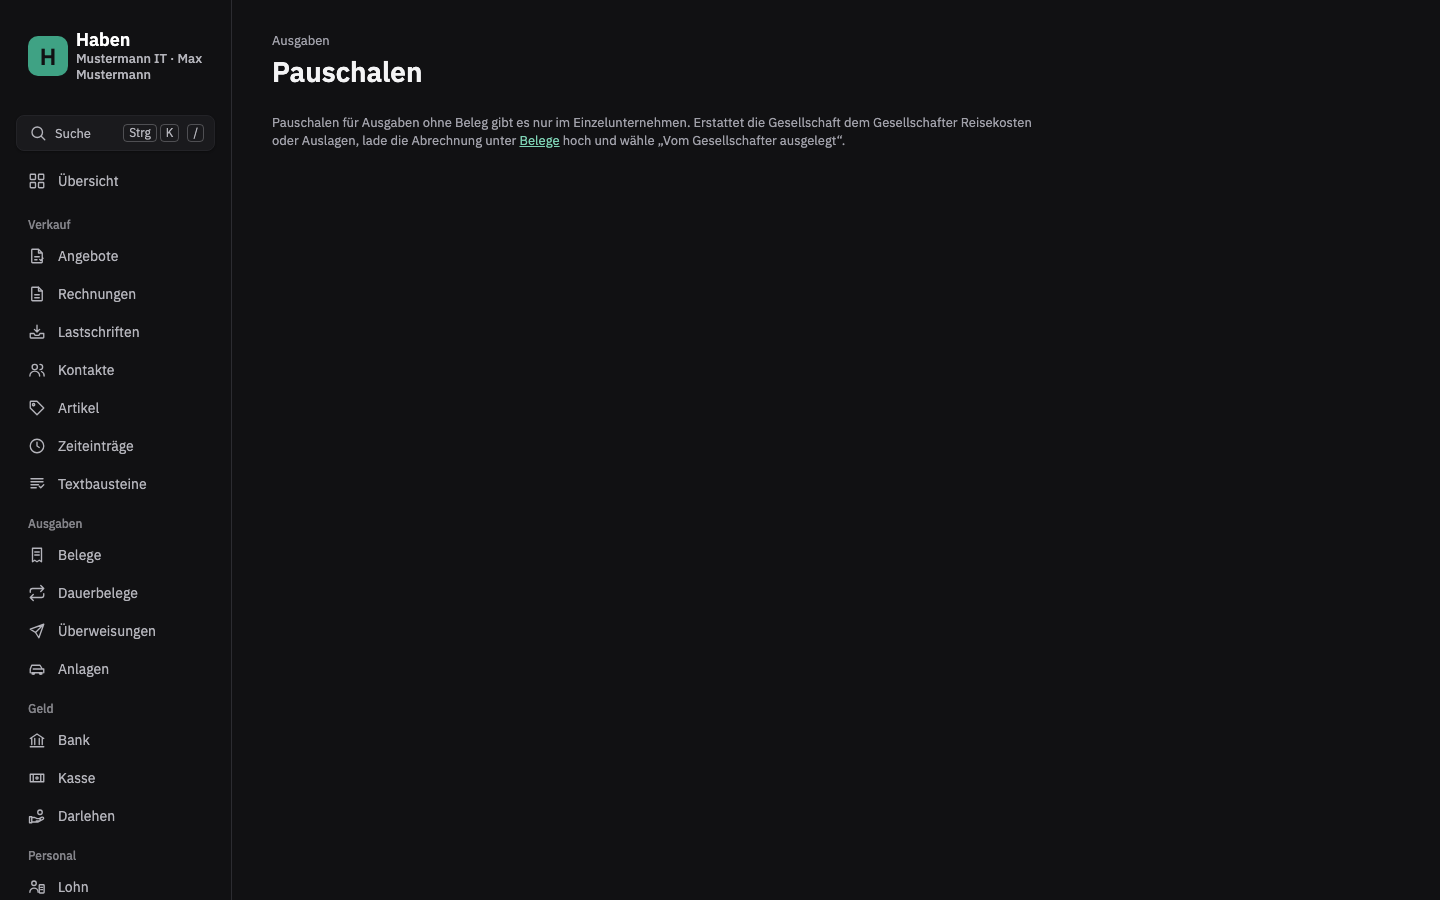 H
Haben
Mustermann IT · Max
Mustermann
Suche Strg K /
Übersicht
Verkauf
Angebote
Rechnungen
Lastschriften
Kontakte
Artikel
Zeiteinträge
Textbausteine
Ausgaben
Belege
Dauerbelege
Überweisungen
Anlagen
Geld
Bank
Kasse
Darlehen
Personal
Lohn
Ausgaben
Pauschalen
Pauschalen für Ausgaben ohne Beleg gibt es nur im Einzelunternehmen. Erstattet die Gesellschaft dem Gesellschafter Reisekosten
oder Auslagen, lade die Abrechnung unter Belege hoch und wähle „Vom Gesellschafter ausgelegt“.